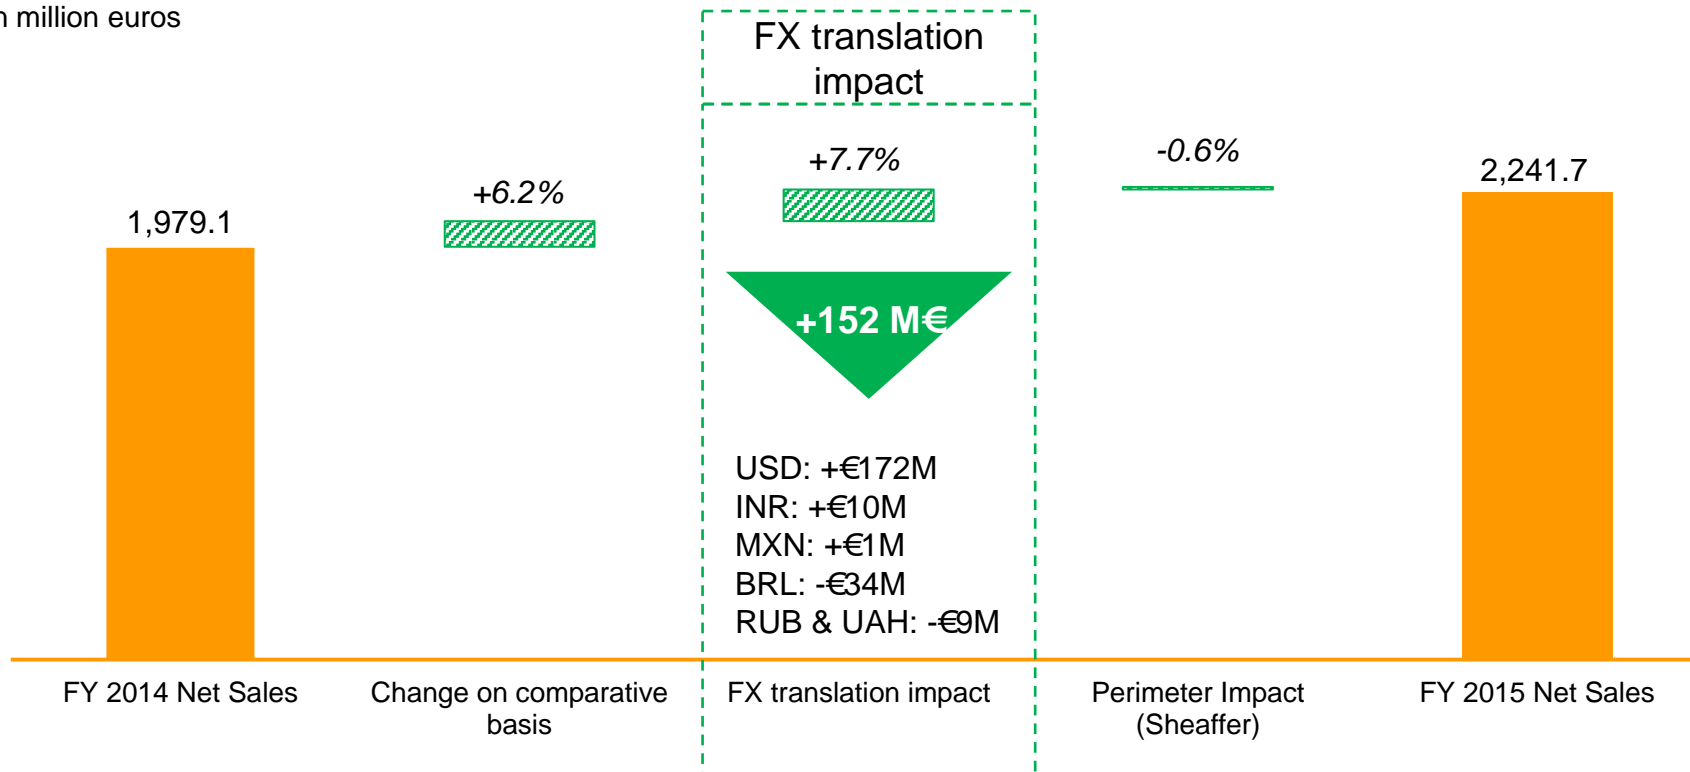 million euros
FX translation
impact
+7.7%
-0.6%
2,241.7
+6.2%
1,979.1
+152 M€
USD: +€172M
INR: +€10M
MXN: +€1M
BRL: -€34M
RUB & UAH: -€9M
FY 2014 Net Sales
Change on comparative
basis
FX translation impact
Perimeter Impact
(Sheaffer)
FY 2015 Net Sales